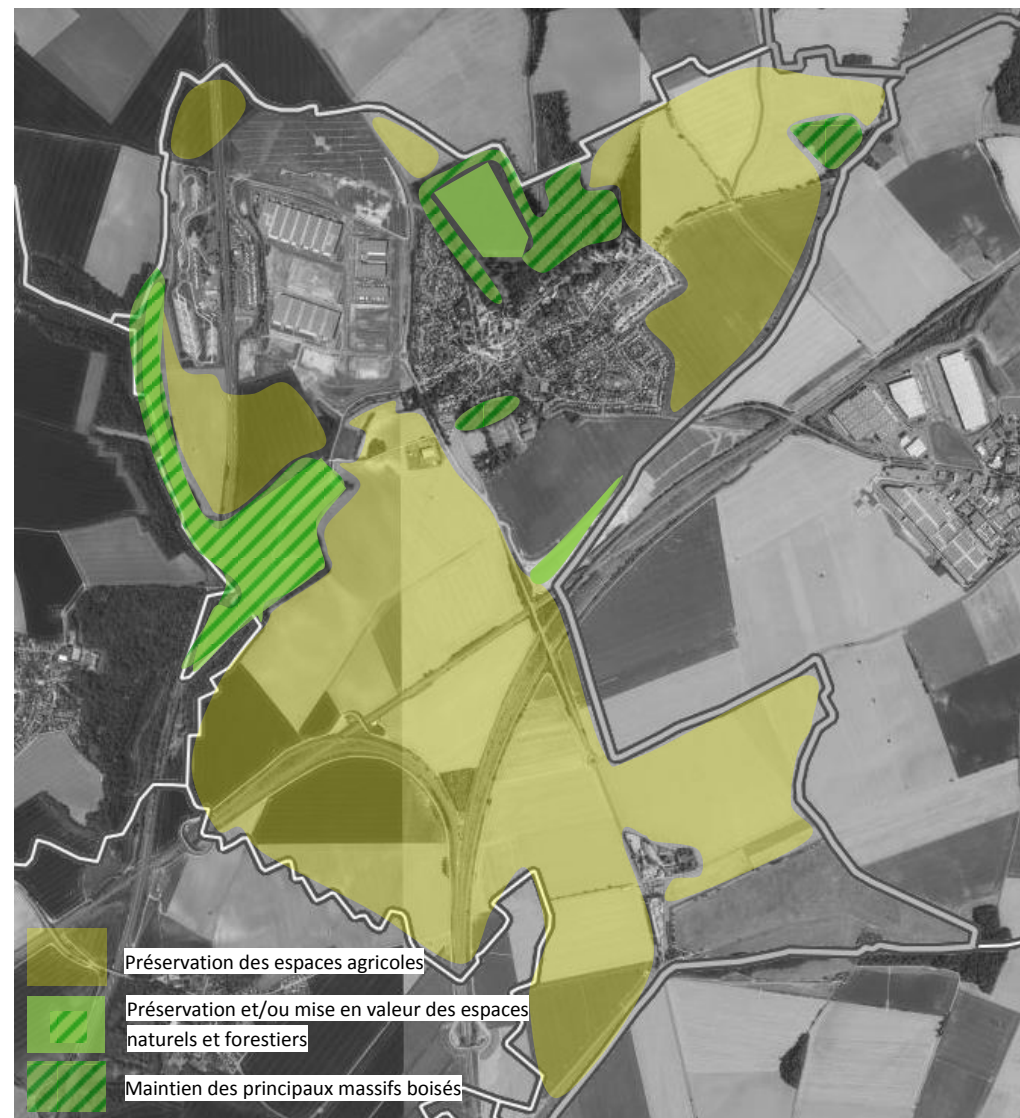 Préservation des espaces agricoles
Préservation et/ou mise en valeur des espaces
naturels et forestiers
Maintien des principaux massifs boisés